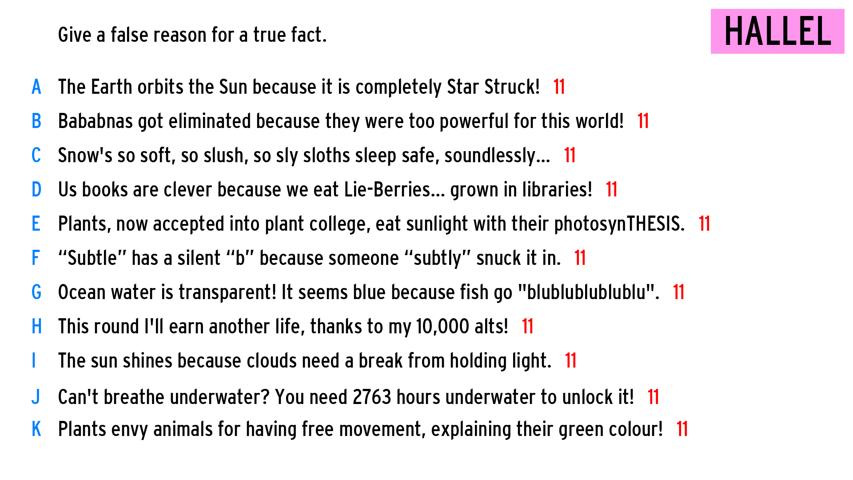 HALLEL
Give a false reason for a true fact.
A The Earth orbits the Sun because it is completely Star Struck! 11
B Bababnas got eliminated because they were too powerful for this world! 11
C Snow's so soft, so slush, so sly sloths sleep safe, soundlessly... 11
D Us books are clever because we eat Lie-Berries... grown in libraries! 11
E Plants, now accepted into plant college, eat sunlight with their photosynTHESIS. 11
F “Subtle” has a silent “b” because someone “subtly” snuck it in. 11
G Ocean water is transparent! It seems blue because fish go "blublublublublu". 11
H This round I'll earn another life, thanks to my 10,000 alts! 11
I The sun shines because clouds need a break from holding light. 11
J Can't breathe underwater? You need 2763 hours underwater to unlock it! 11
K Plants envy animals for having free movement, explaining their green colour! 11